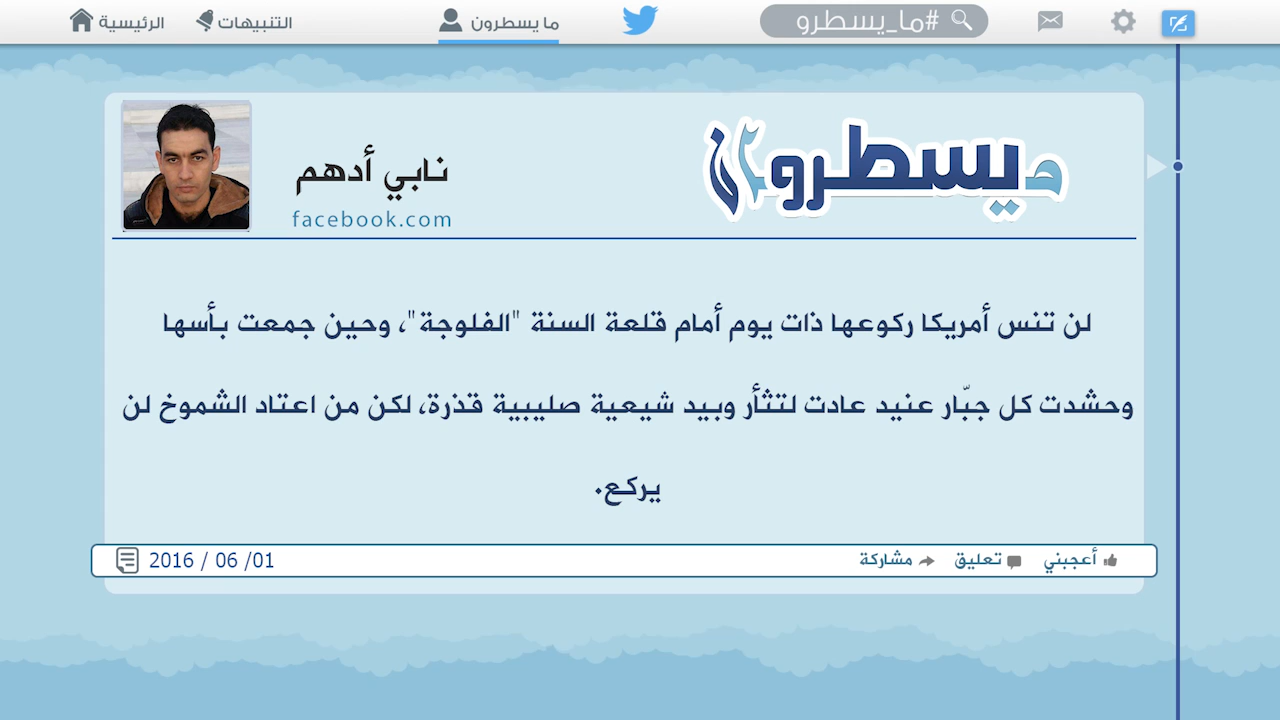 الرئيسية التنبيهات ما يسطرون #ما_يسطرو
ما يسطرون
نابي أدهم
facebook.com
لن تنس أمريكا ركوعها ذات يوم أمام قلعة السنة "الفلوجة"، وحين جمعت بأسها
وحشدت كل جبّار عنيد عادت لتثأر وبيد شيعية صليبية قذرة، لكن من اعتاد الشموخ لن
يركع.
أعجبني تعليق مشاركة 2016 / 06 /01